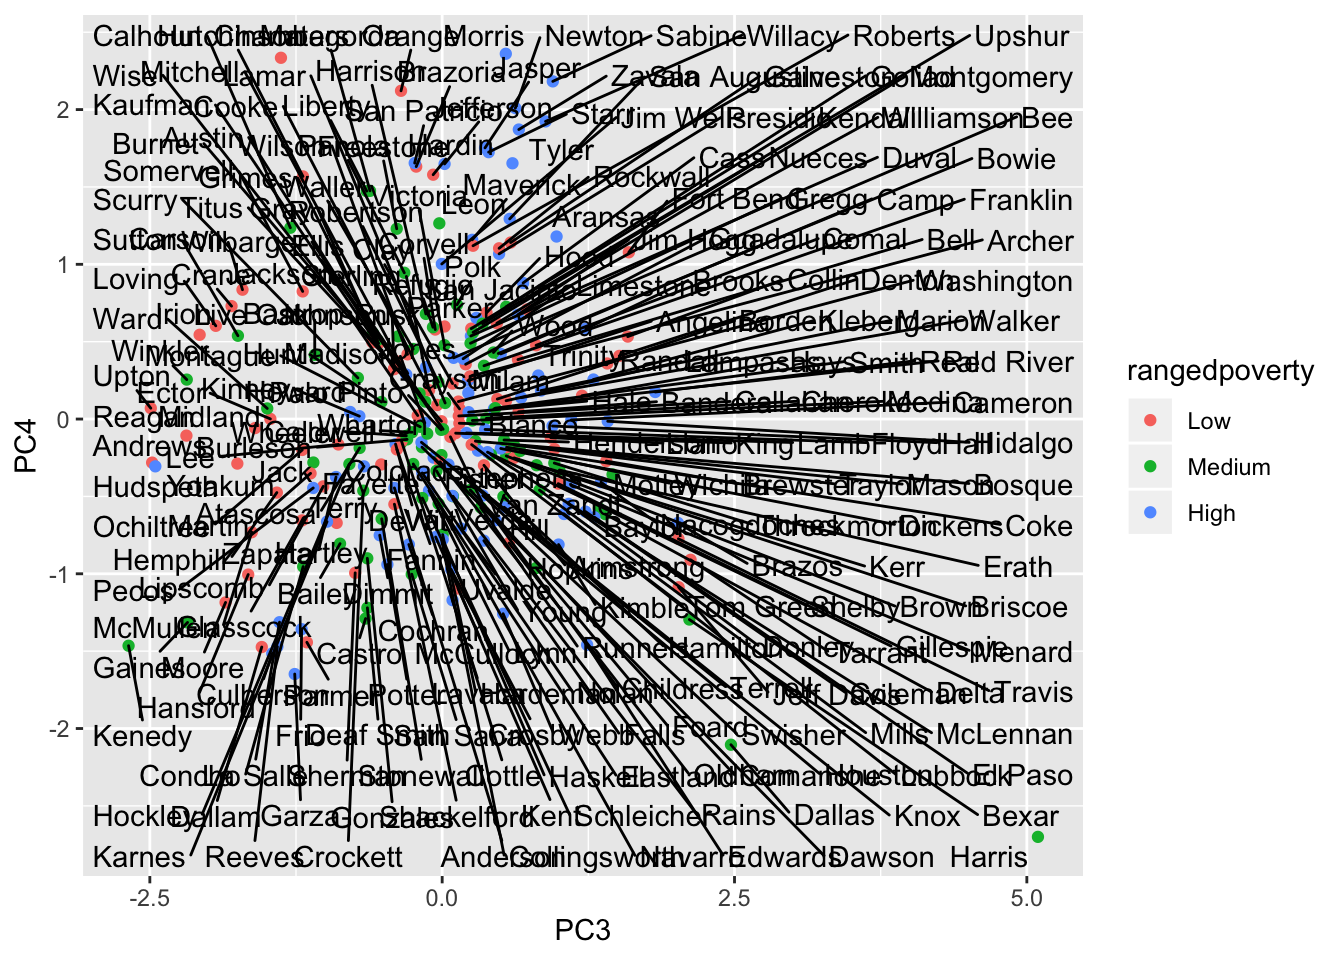 Calhoun Hutchinson Chambers Matagorda Orange Morris Newton Sabine Willacy Roberts Upshur
Wise Mitchell Lamar Harrison Brazoria Jasper Zavala San Augustine Galveston Goliad Montgomery
Kaufman Cooke Liberty San Patricio Jefferson Starr Jim Wells Presidio Kendall Williamson Bee
Burnet Austin Wilson Panola Freestone Hardin Tyler Cass Nueces Duval Bowie
Somervell Grimes Waller Victoria Maverick Rockwall
Scurry Titus Gray Robertson Leon Aransas Fort Bend Gregg Camp Franklin
Sutton Carson Wilbarger Ellis Clay Coryell Hood Jim Hogg Guadalupe Comal Bell Archer
Loving Crane Jackson Sterling Refugio Polk San Jacinto Limestone Brooks Collin Denton Washington
Ward Irion Live Oak Bastrop Johnson Rusk Parker Wood Angelina Borden Kleberg Marion Walker
Winkler Montague Hunt Madison Jones Trinity Randall Lampasas Hays Smith Real Red River
Upton Ector Kinney Howard Palo Pinto Grayson Milam
Reagan Midland Wharton Blanco Hale Bandera Callahan Cherokee Medina Cameron
Andrews Lee Burleson Wheeler Caldwell Henderson Llano King Lamb Floyd Hall Hidalgo
Hudspeth Yoakum Jack Fayette Colorado Stephens Motley Wichita Brewster Taylor Mason Bosque
Ochiltree Martin Atascosa Terry DeWitt Van Zandt Hill Baylor Nacogdoches Throckmorton Dickens Coke
Hemphill Zapata Hartley Fannin Hopkins Armstrong Brazos Kerr Erath
Pecos Lipscomb Bailey Dimmit Uvalde Young Kimble Tom Green Shelby Brown Briscoe
McMullen Glasscock Cochran
Gaines Moore Castro McCulloch Lynn Runnels Hamilton Donley Tarrant Gillespie Menard
Hansford Culberson Parmer Potter Lavaca Hardeman Nolan Childress Terrell Jeff Davis Coleman Delta Travis
Kenedy Frio Deaf Smith San Saba Crosby Webb Falls Foard Swisher Mills McLennan
Concho La Salle Sherman Stonewall Cottle Haskell Eastland Oldham Comanche Houston Lubbock El Paso
Hockley Dallam Garza Gonzales Shackelford Kent Schleicher Rains Dallas Knox Bexar
Karnes Reeves Crockett Anderson Collingsworth Navarro Edwards Dawson Harris
2
1
0
-1
-2
PC4
-2.5 0.0 2.5 5.0
PC3
rangedpoverty
Low
Medium
High